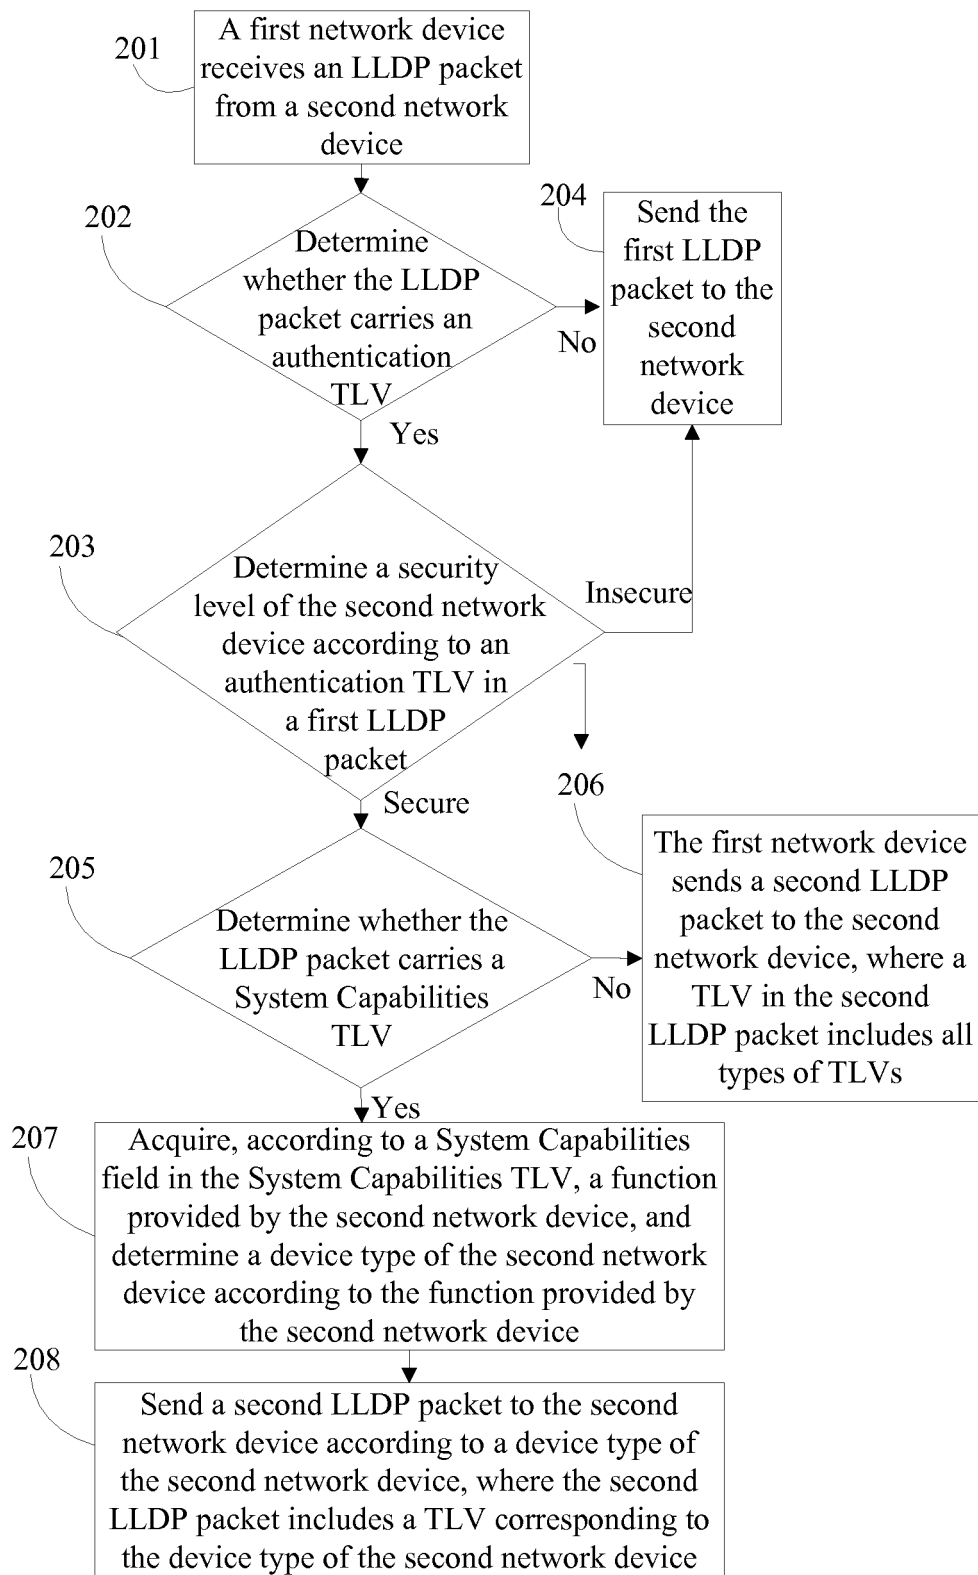 201
A first network device
receives an LLDP packet
from a second network
device
202
Determine
whether the LLDP
packet carries an
authentication
TLV
No
204
Send the
first LLDP
packet to the
second
network
device
Yes
203
Determine a security
level of the second network
device according to an
authentication TLV in
a first LLDP
packet
Insecure
Secure
205
Determine whether the
LLDP packet carries a
System Capabilities
TLV
No
206
The first network device
sends a second LLDP
packet to the second
network device, where a
TLV in the second
LLDP packet includes all
types of TLVs
Yes
207
Acquire, according to a System Capabilities
field in the System Capabilities TLV, a function
provided by the second network device, and
determine a device type of the second network
device according to the function provided by
the second network device
208
Send a second LLDP packet to the second
network device according to a device type of
the second network device, where the second
LLDP packet includes a TLV corresponding to
the device type of the second network device